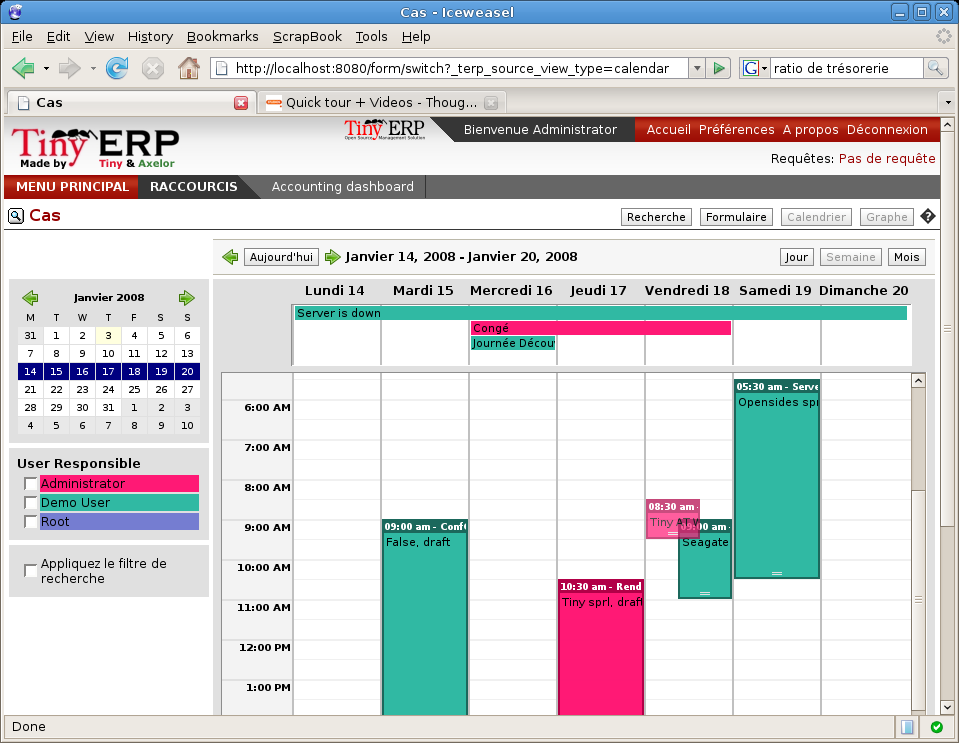 Cas - Iceweasel
File Edit View History Bookmarks ScrapBook Tools Help
http://localhost:8080/form/switch?_terp_source_view_type=calendar
G
ratio de trésorerie
Cas
Quick tour + Videos - Thoug...
Tiny ERP
Made by Tiny & Axelor
Tiny ERP
Open Source Management Solution
Bienvenue Administrator
Accueil Préférences A propos Déconnexion
Requêtes: Pas de requête
MENU PRINCIPAL RACCOURCIS Accounting dashboard
Cas
Recherche Formulaire Calendrier Graphe ?
Aujourd'hui Janvier 14, 2008 - Janvier 20, 2008 Jour Semaine Mois
Janvier 2008
M T W T F S S
31 1 2 3 4 5 6
7 8 9 10 11 12 13
14 15 16 17 18 19 20
21 22 23 24 25 26 27
28 29 30 31 1 2 3
4 5 6 7 8 9 10
User Responsible
Administrator
Demo User
Root
Appliquez le filtre de
recherche
Lundi 14 Mardi 15 Mercredi 16 Jeudi 17 Vendredi 18 Samedi 19 Dimanche 20
Server is down
Congé
Journée Décou
6:00 AM
7:00 AM
8:00 AM
9:00 AM
10:00 AM
11:00 AM
12:00 PM
1:00 PM
09:00 am - Conf
False, draft
10:30 am - Rend
Tiny sprl, draft
08:30 am -
Tiny AT W
09:00 am -
Seagate
05:30 am - Serve
Opensides spr
Done